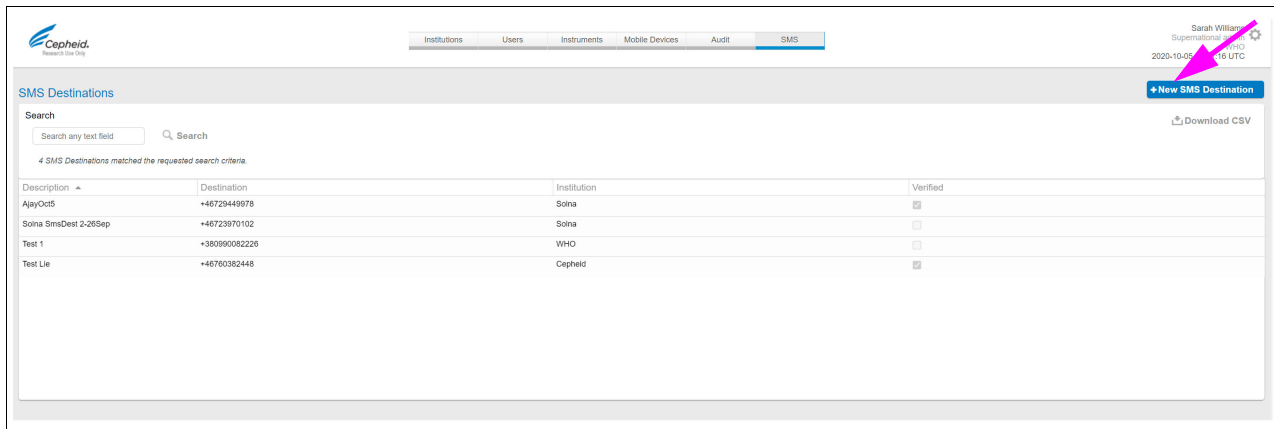 Cepheid.
Research Use Only
Institutions Users Instruments Mobile Devices Audit SMS
Sarah Williams
Supernational
WHO
16 UTC
SMS Destinations
+New SMS Destination
Search
Search any text field Search
Download CSV
4 SMS Destinations matched the requested search criteria.
Description Destination Institution Verified
AjayOct5 +46729449978 Solna
Solna SmsDest 2-26Sep +46723970102 Solna
Test 1 +380990082226 WHO
Test Lie +46760382448 Cepheid